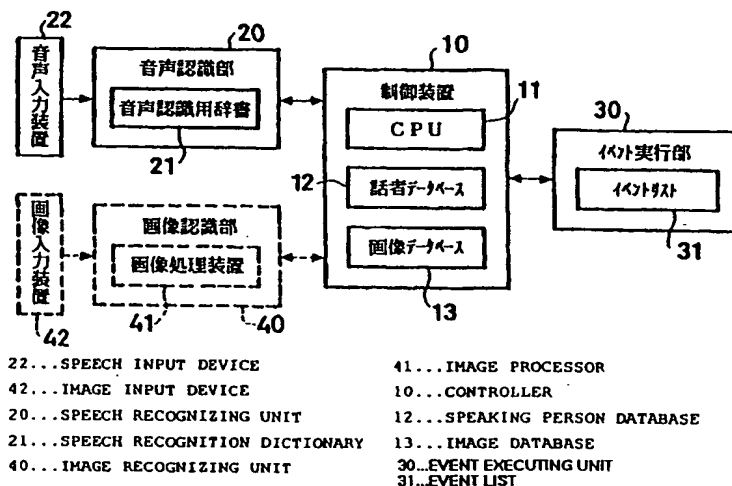 22
音声入力装置
20
音声認識部
音声認識用辞書
21
10
制御装置
11
CPU
12
話者データベース
画像データベース
13
30
イベント実行部
イベントリスト
31
画像入力装置
42
画像認識部
画像処理装置
41
40
22...SPEECH INPUT DEVICE
42...IMAGE INPUT DEVICE
20...SPEECH RECOGNIZING UNIT
21...SPEECH RECOGNITION DICTIONARY
40...IMAGE RECOGNIZING UNIT
41...IMAGE PROCESSOR
10...CONTROLLER
12...SPEAKING PERSON DATABASE
13...IMAGE DATABASE
30...EVENT EXECUTING UNIT
31...EVENT LIST